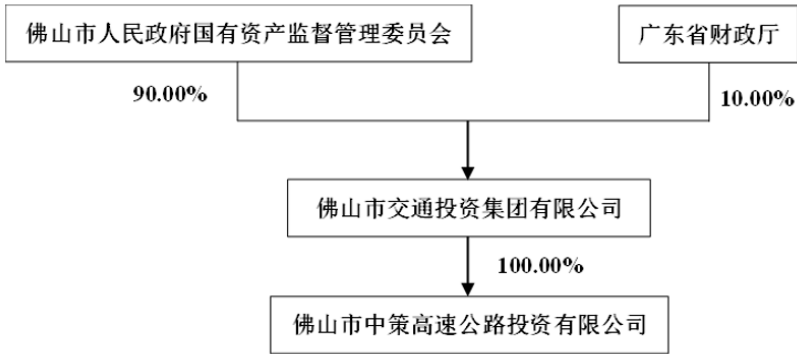 佛山市人民政府国有资产监督管理委员会
广东省财政厅
90.00%
10.00%
佛山市交通投资集团有限公司
100.00%
佛山市中策高速公路投资有限公司